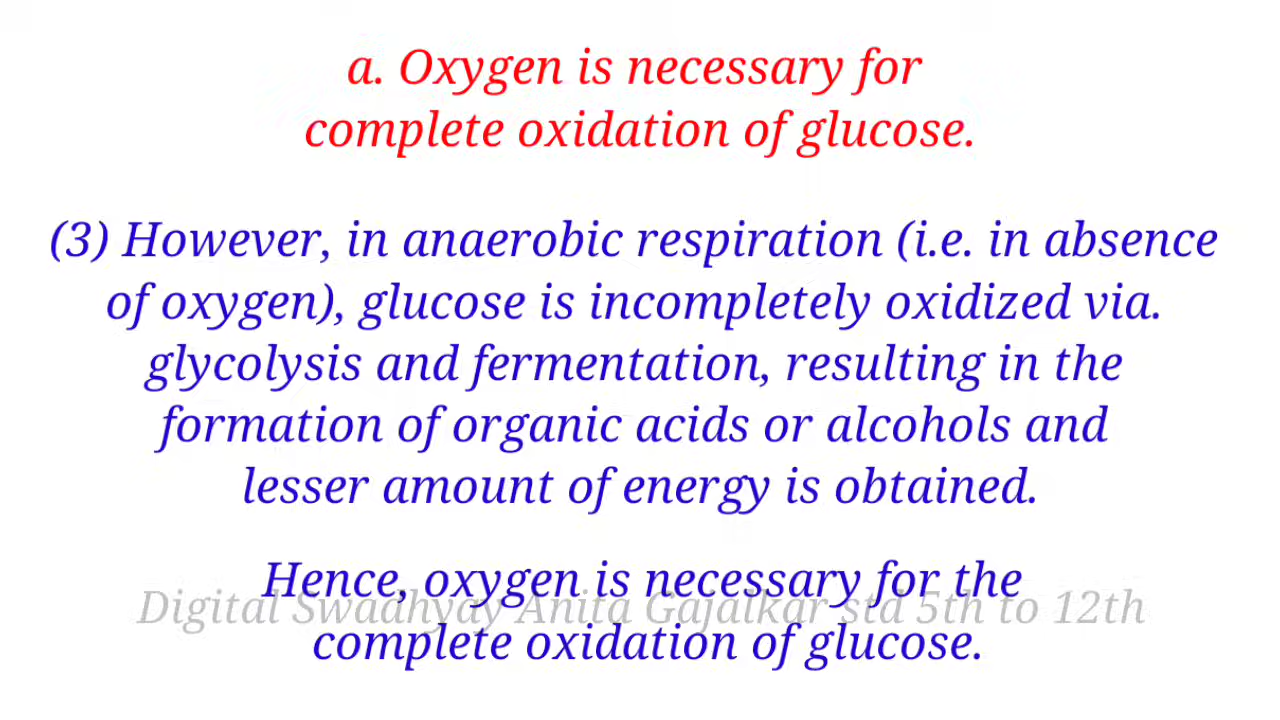 a. Oxygen is necessary for
complete oxidation of glucose.
(3) However, in anaerobic respiration (i.e. in absence
of oxygen), glucose is incompletely oxidized via.
glycolysis and fermentation, resulting in the
formation of organic acids or alcohols and
lesser amount of energy is obtained.
Hence, oxygen is necessary for the
Digital Swadhyay Anita Gajalkar std 5th to 12th
complete oxidation of glucose.